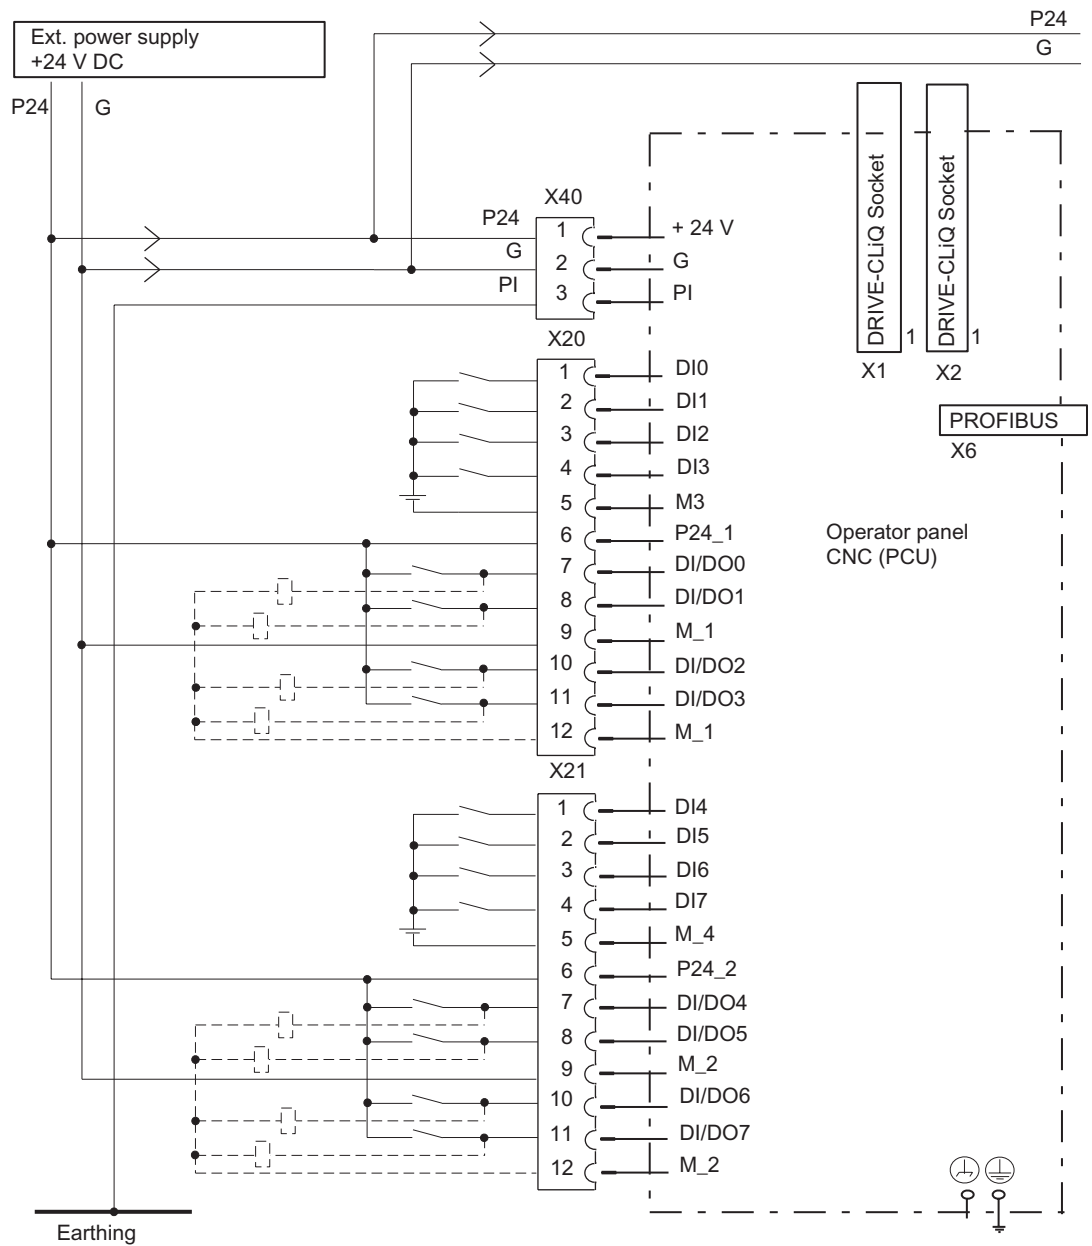 P24
Ext. power supply
+24 V DC
G
P24
G
X40
P24
1
+ 24 V
G
2
G
PI
3
PI
DRIVE-CLiQ Socket
1
X1
DRIVE-CLiQ Socket
1
X2
PROFIBUS
X6
X20
1
DI0
2
DI1
3
DI2
4
DI3
5
M3
6
P24_1
7
DI/DO0
8
DI/DO1
9
M_1
10
DI/DO2
11
DI/DO3
12
M_1
Operator panel
CNC (PCU)
X21
1
DI4
2
DI5
3
DI6
4
DI7
5
M_4
6
P24_2
7
DI/DO4
8
DI/DO5
9
M_2
10
DI/DO6
11
DI/DO7
12
M_2
Earthing